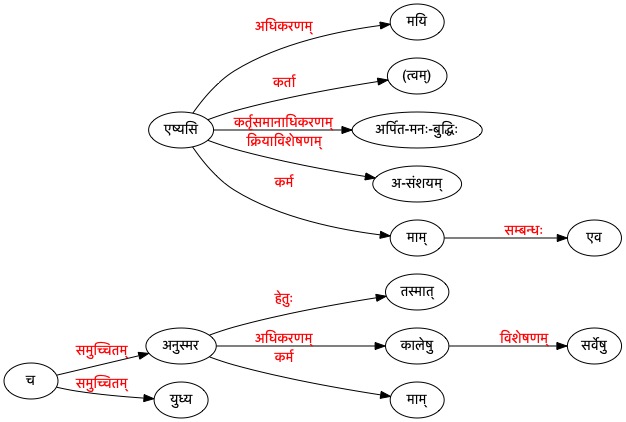 अधिकरणम्
मयि
कर्ता
(त्वम्)
एष्यसि
कर्तृसमानाधिकरणम्
अर्पित-मनः-बुद्धिः
क्रियाविशेषणम्
अ-संशयम्
कर्म
माम्
सम्बन्धः
एव
हेतुः
तस्मात्
समुच्चितम्
अनुस्मर
अधिकरणम्
कालेषु
विशेषणम्
सर्वेषु
कर्म
माम्
च
समुच्चितम्
युध्य